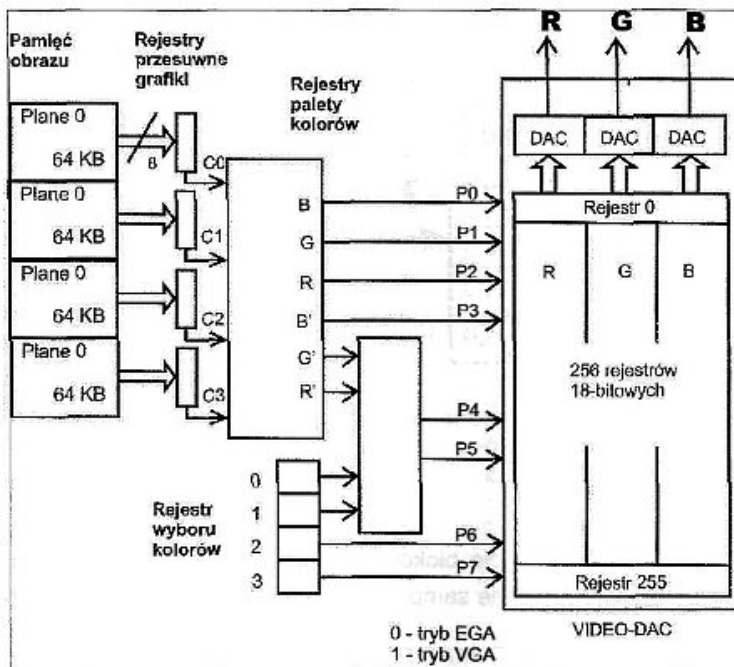 R G B
Pamięć obrazu
Rejestry przesuwne grafiki
Rejestry palety kolorów
Plane 0
64 KB
8
C0
Plane 0
64 KB
C1
Plane 0
64 KB
C2
Plane 0
64 KB
C3
B
G
R
B'
G'
R'
P0
P1
P2
P3
P4
P5
P6
P7
DAC DAC DAC
Rejestr 0
R G B
256 rejestrów
18-bitowych
Rejestr 255
VIDEO-DAC
Rejestr wyboru kolorów
0
1
2
3
0 - tryb EGA
1 - tryb VGA